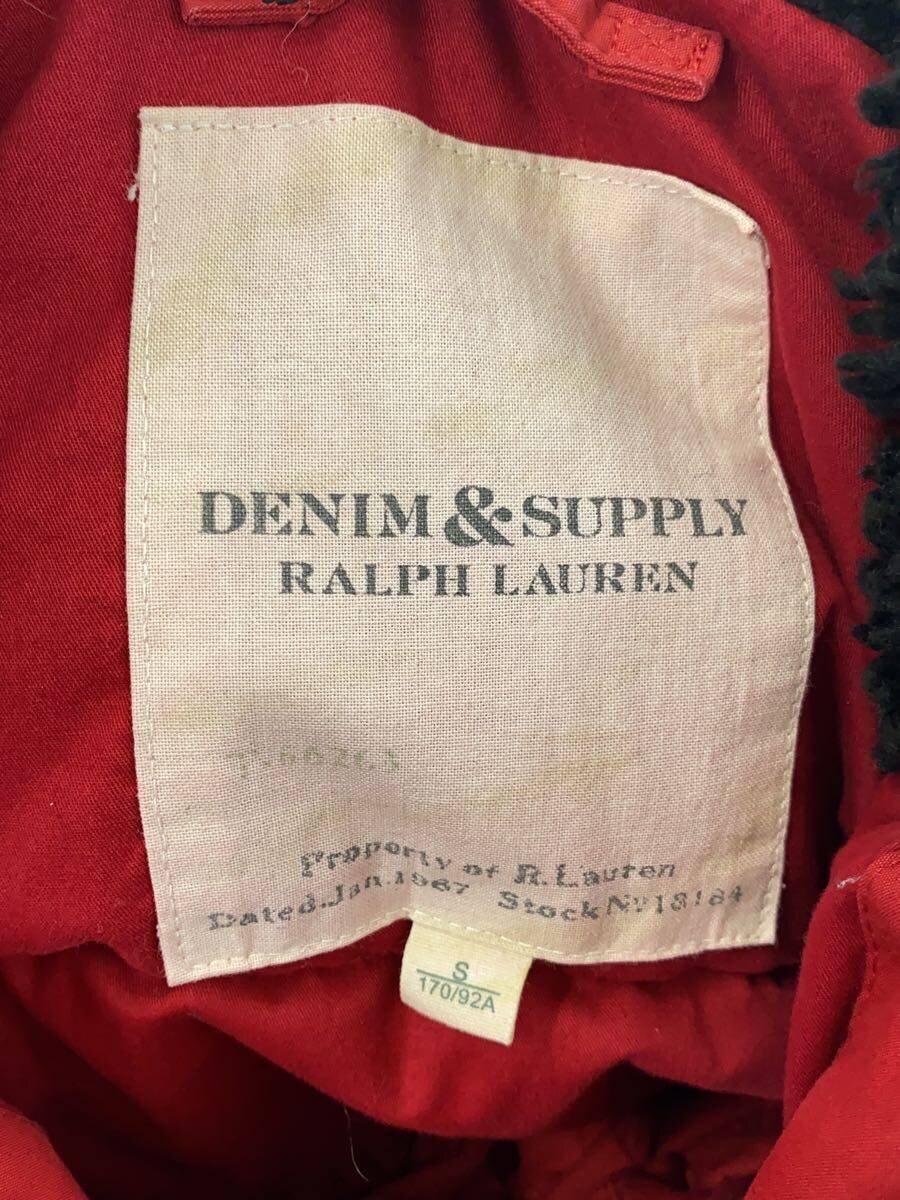 DENIM & SUPPLY
RALPH LAUREN
Property of R. Lauren
Dated. Jan. 1967 Stock No 18184
S
170/92A